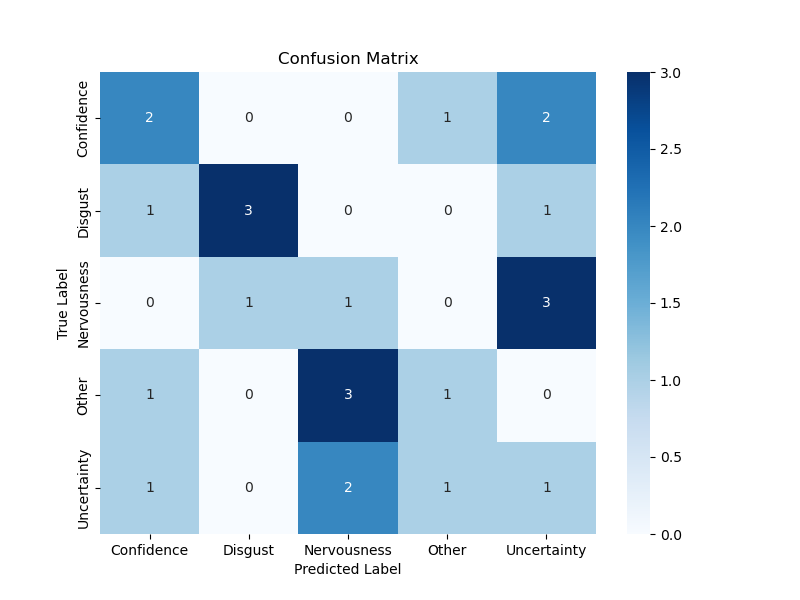 Confusion Matrix
True Label
Confidence 2 0 0 1 2
Disgust 1 3 0 0 1
Nervousness 0 1 1 0 3
Other 1 0 3 1 0
Uncertainty 1 0 2 1 1
Confidence Disgust Nervousness Other Uncertainty
Predicted Label
3.0
2.5
2.0
1.5
1.0
0.5
0.0